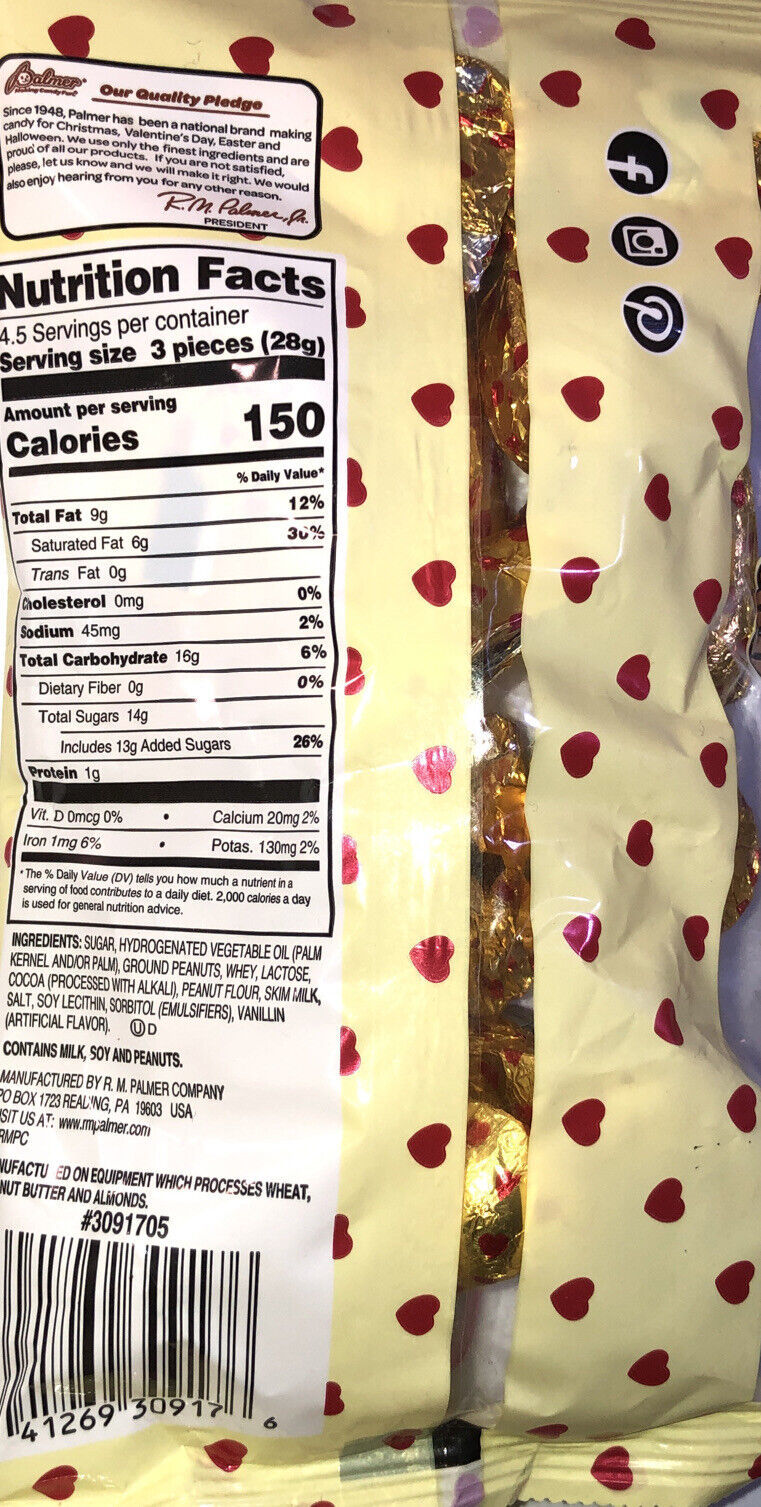 Palmer
Making Candy Fun
Our Quality Pledge
Since 1948, Palmer has been a national brand making
candy for Christmas, Valentine's Day, Easter and
Halloween. We use only the finest ingredients and are
proud of all our products. If you are not satisfied,
please, let us know and we will make it right. We would
also enjoy hearing from you for any other reason.
R.M. Palmer, Jr.
PRESIDENT
Nutrition Facts
4.5 Servings per container
Serving size 3 pieces (28g)
Amount per serving
Calories 150
% Daily Value*
Total Fat 9g 12%
Saturated Fat 6g 30%
Trans Fat 0g
Cholesterol 0mg 0%
Sodium 45mg 2%
Total Carbohydrate 16g 6%
Dietary Fiber 0g 0%
Total Sugars 14g
Includes 13g Added Sugars 26%
Protein 1g
Vit. D 0mcg 0% • Calcium 20mg 2%
Iron 1mg 6% • Potas. 130mg 2%
*The % Daily Value (DV) tells you how much a nutrient in a
serving of food contributes to a daily diet. 2,000 calories a day
is used for general nutrition advice.
INGREDIENTS: SUGAR, HYDROGENATED VEGETABLE OIL (PALM
KERNEL AND/OR PALM), GROUND PEANUTS, WHEY, LACTOSE,
COCOA (PROCESSED WITH ALKALI), PEANUT FLOUR, SKIM MILK,
SALT, SOY LECITHIN, SORBITOL (EMULSIFIERS), VANILLIN
(ARTIFICIAL FLAVOR). Ⓤ D
CONTAINS MILK, SOY AND PEANUTS.
MANUFACTURED BY R. M. PALMER COMPANY
PO BOX 1723 READING, PA 19603 USA
SIT US AT: www.rmpalmer.com
RMPC
NUFACTU ED ON EQUIPMENT WHICH PROCESSES WHEAT,
NUT BUTTER AND ALMONDS.
#3091705
41269 30917 6